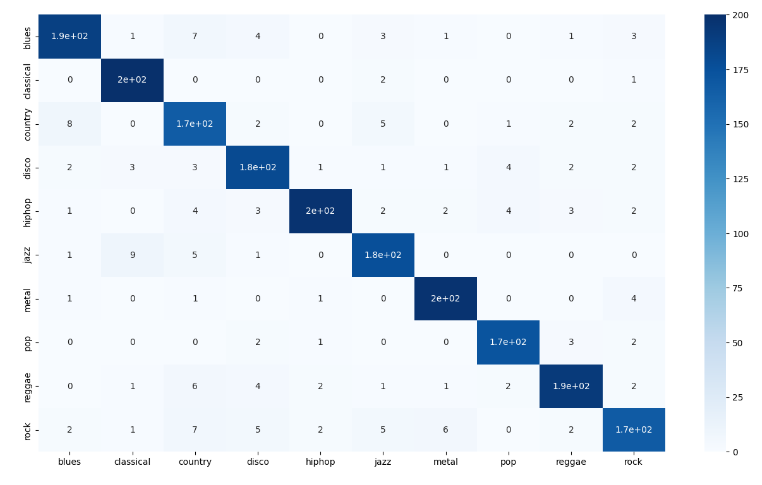 blues 1.9e+02 1 7 4 0 3 1 0 1 3 200
classical 0 2e+02 0 0 0 2 0 0 0 1 175
country 8 0 1.7e+02 2 0 5 0 1 2 2 150
disco 2 3 3 1.8e+02 1 1 1 4 2 2 125
hiphop 1 0 4 3 2e+02 2 2 4 3 2 100
jazz 1 9 5 1 0 1.8e+02 0 0 0 0 75
metal 1 0 1 0 1 0 2e+02 0 0 4 50
pop 0 0 0 2 1 0 0 1.7e+02 3 2
reggae 0 1 6 4 2 1 1 2 1.9e+02 2 25
rock 2 1 7 5 2 5 6 0 2 1.7e+02 0
blues classical country disco hiphop jazz metal pop reggae rock